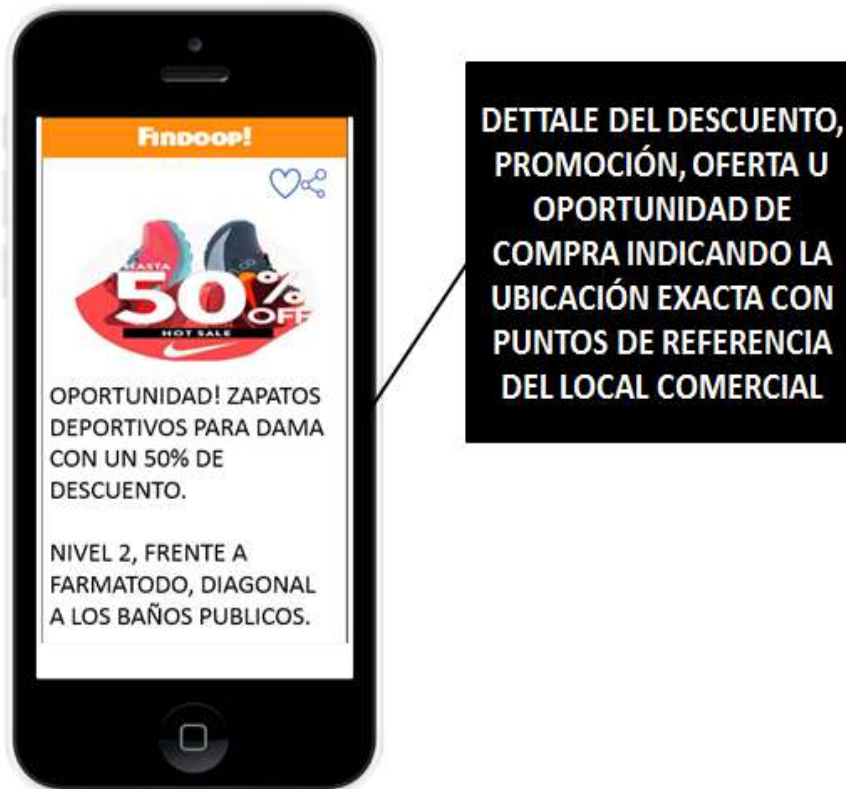 FINDOOP!
HASTA
50%
OFF
HOT SALE
OPORTUNIDAD! ZAPATOS
DEPORTIVOS PARA DAMA
CON UN 50% DE
DESCUENTO.
NIVEL 2, FRENTE A
FARMATODO, DIAGONAL
A LOS BAÑOS PUBLICOS.
DETTALE DEL DESCUENTO,
PROMOCIÓN, OFERTA U
OPORTUNIDAD DE
COMPRA INDICANDO LA
UBICACIÓN EXACTA CON
PUNTOS DE REFERENCIA
DEL LOCAL COMERCIAL